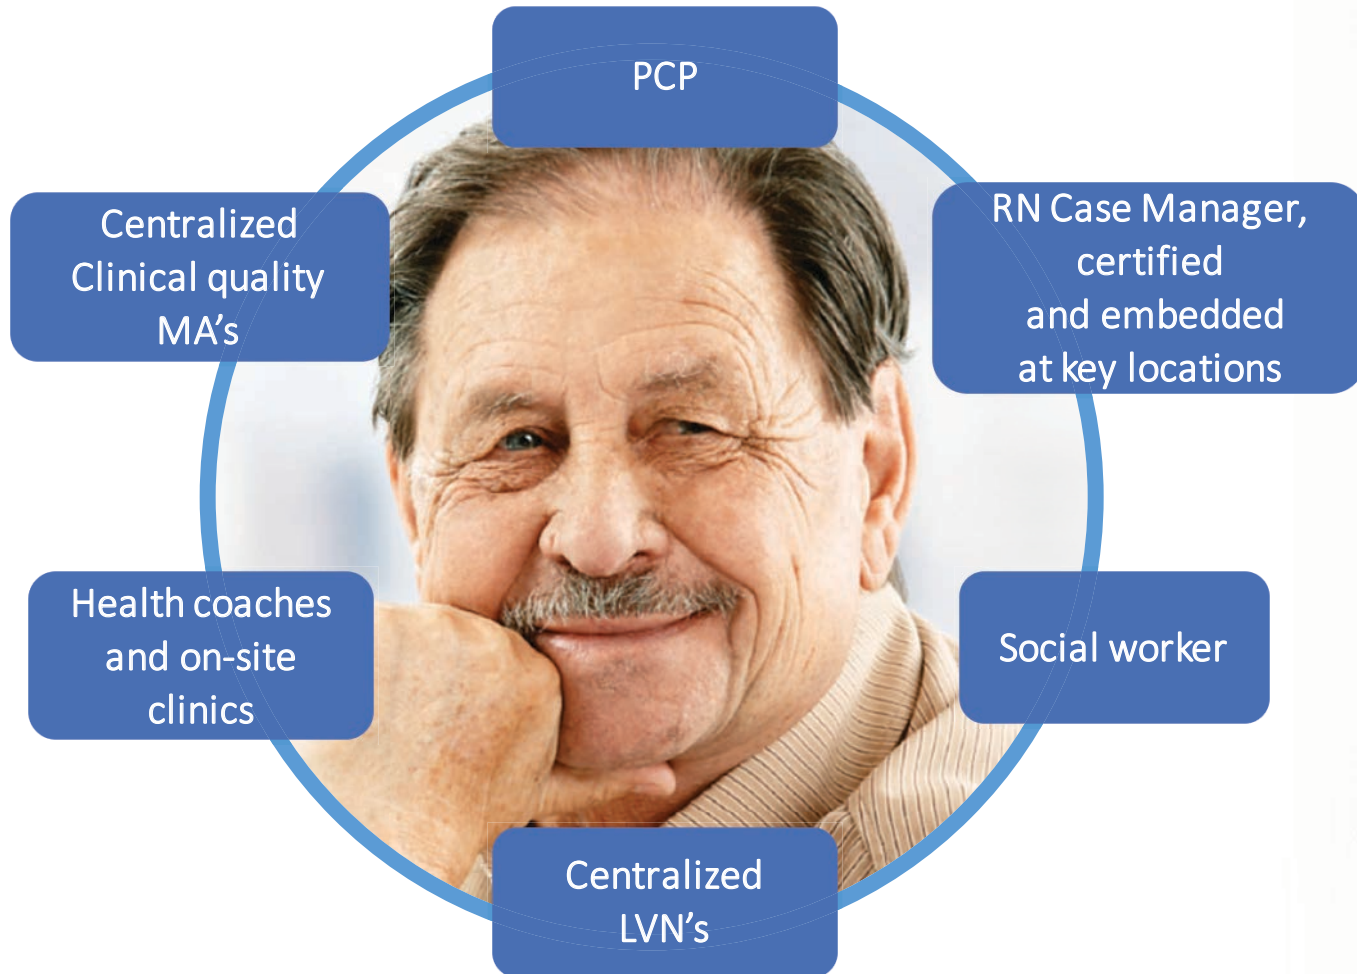 PCP
RN Case Manager,
certified
and embedded
at key locations
Social worker
Centralized
LVN’s
Health coaches
and on-site
clinics
Centralized
Clinical quality
MA’s